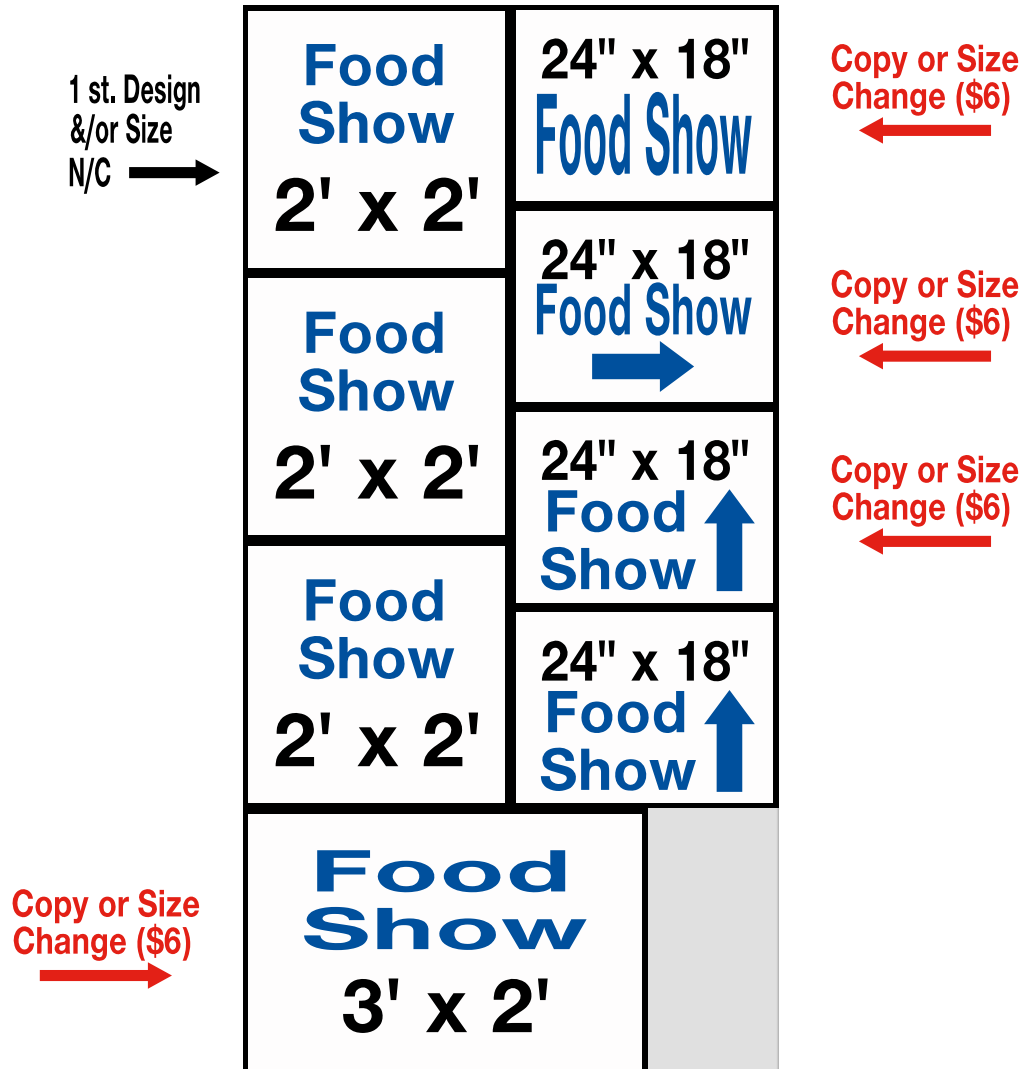 1 st. Design
&/or Size
N/C
Food
Show
2' x 2'
Food
Show
2' x 2'
Food
Show
2' x 2'
24" x 18"
Food Show
24" x 18"
Food Show
24" x 18"
Food
Show
24" x 18"
Food
Show
Copy or Size
Change ($6)
Copy or Size
Change ($6)
Copy or Size
Change ($6)
Copy or Size
Change ($6)
Food
Show
3' x 2'